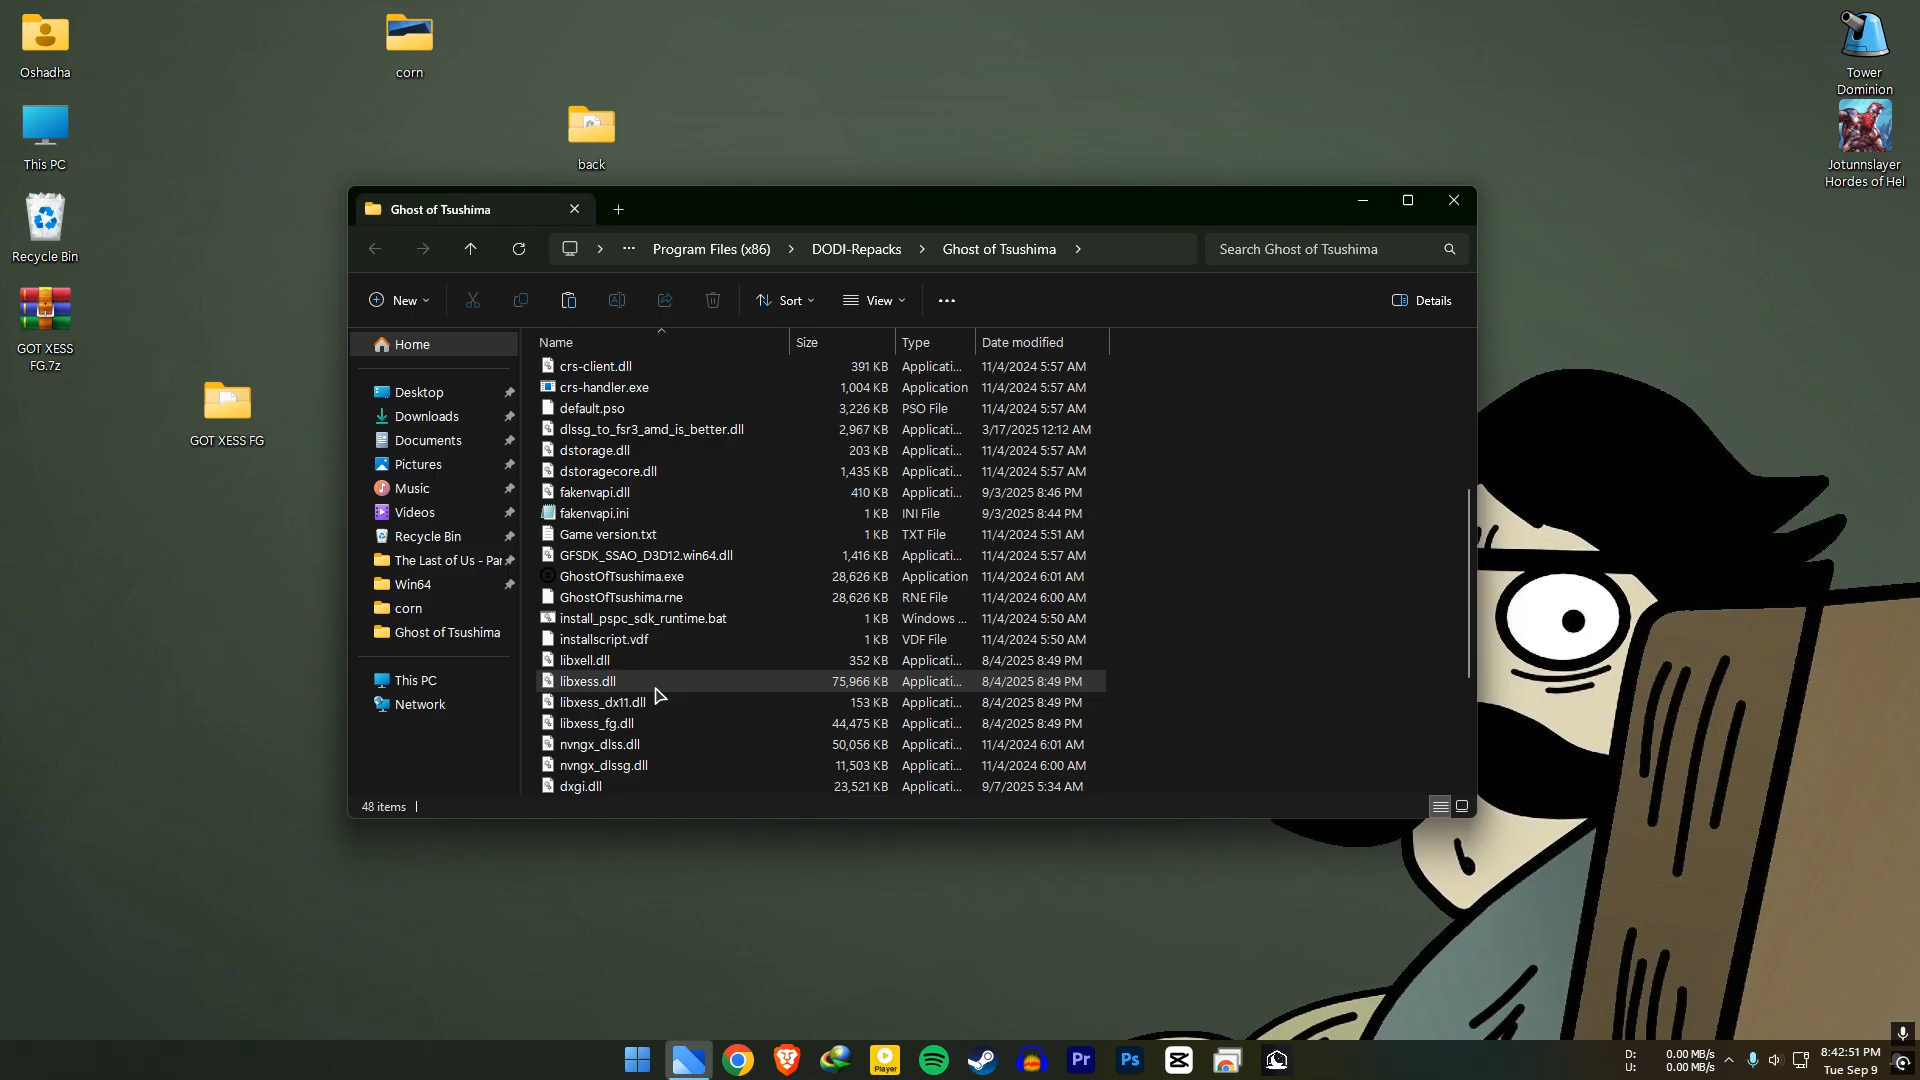 Oshadha
corn
Tower
Dominion
This PC
back
Jotunnslayer
Hordes of Hel
Recycle Bin
GOT XESS
FG.7z
GOT XESS FG
Ghost of Tsushima
Program Files (x86)
DODI-Repacks
Ghost of Tsushima
Search Ghost of Tsushima
New
Sort
View
Details
Home
Desktop
Downloads
Documents
Pictures
Music
Videos
Recycle Bin
The Last of Us - Par
Win64
corn
Ghost of Tsushima
This PC
Network
Name Size Type Date modified
crs-client.dll 391 KB Applicati... 11/4/2024 5:57 AM
crs-handler.exe 1,004 KB Application 11/4/2024 5:57 AM
default.pso 3,226 KB PSO File 11/4/2024 5:57 AM
dlssg_to_fsr3_amd_is_better.dll 2,967 KB Applicati... 3/17/2025 12:12 AM
dstorage.dll 203 KB Applicati... 11/4/2024 5:57 AM
dstoragecore.dll 1,435 KB Applicati... 11/4/2024 5:57 AM
fakenvapi.dll 410 KB Applicati... 9/3/2025 8:46 PM
fakenvapi.ini 1 KB INI File 9/3/2025 8:44 PM
Game version.txt 1 KB TXT File 11/4/2024 5:51 AM
GFSDK_SSAO_D3D12.win64.dll 1,416 KB Applicati... 11/4/2024 5:57 AM
GhostOfTsushima.exe 28,626 KB Application 11/4/2024 6:01 AM
GhostOfTsushima.rne 28,626 KB RNE File 11/4/2024 6:00 AM
install_pspc_sdk_runtime.bat 1 KB Windows ... 11/4/2024 5:50 AM
installscript.vdf 1 KB VDF File 11/4/2024 5:50 AM
libxell.dll 352 KB Applicati... 8/4/2025 8:49 PM
libxess.dll 75,966 KB Applicati... 8/4/2025 8:49 PM
libxess_dx11.dll 153 KB Applicati... 8/4/2025 8:49 PM
libxess_fg.dll 44,475 KB Applicati... 8/4/2025 8:49 PM
nvngx_dlss.dll 50,056 KB Applicati... 11/4/2024 6:01 AM
nvngx_dlssg.dll 11,503 KB Applicati... 11/4/2024 6:00 AM
dxgi.dll 23,521 KB Applicati... 9/7/2025 5:34 AM
48 items
Player
Pr
Ps
D: 0.00 MB/s
U: 0.00 MB/s
8:42:51 PM
Tue Sep 9